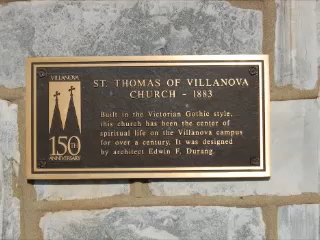 VILLANOVA
150TH
ANNIVERSARY
ST. THOMAS OF VILLANOVA
CHURCH - 1883
Built in the Victorian Gothic style,
this church has been the center of
spiritual life on the Villanova campus
for over a century. It was designed
by architect Edwin F. Durang.